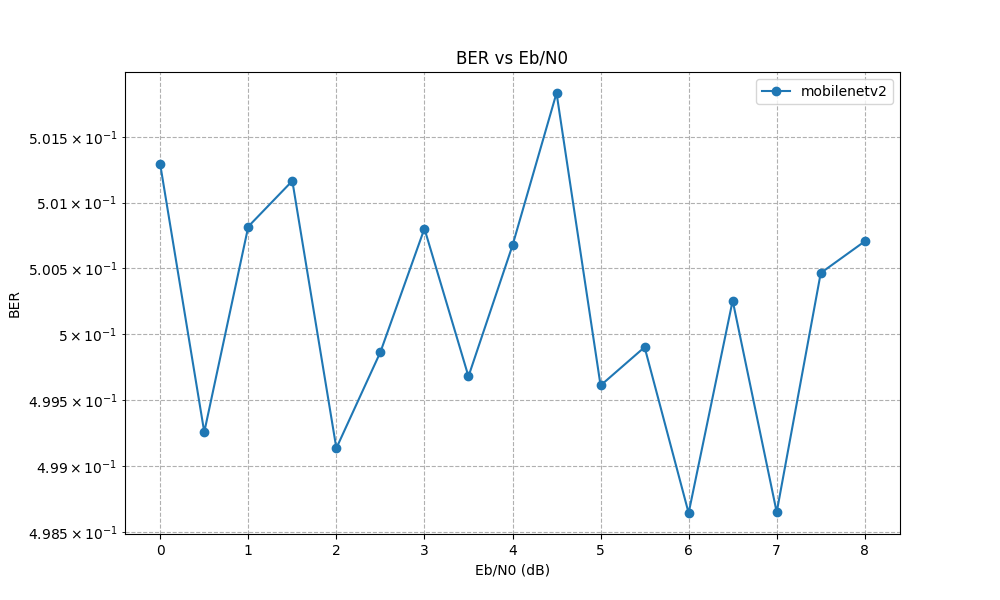 BER vs Eb/N0
mobilenetv2
BER
5.015 × 10⁻¹
5.01 × 10⁻¹
5.005 × 10⁻¹
5 × 10⁻¹
4.995 × 10⁻¹
4.99 × 10⁻¹
4.985 × 10⁻¹
0 1 2 3 4 5 6 7 8
Eb/N0 (dB)